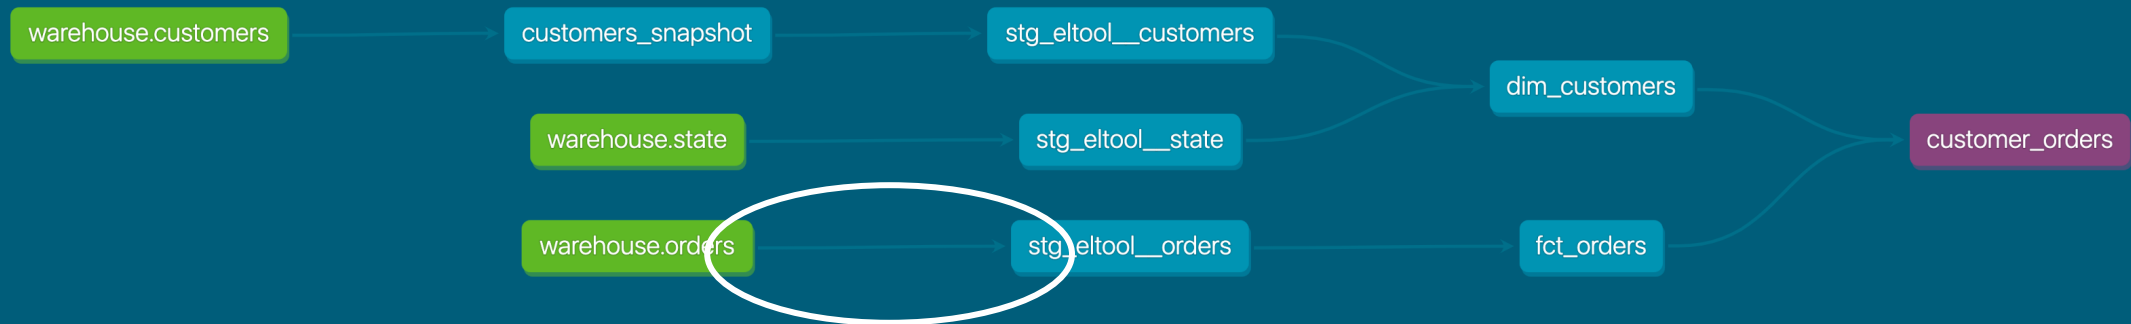 warehouse.customers
customers_snapshot
stg_eltool__customers
dim_customers
warehouse.state
stg_eltool__state
customer_orders
warehouse.orders
stg_eltool__orders
fct_orders